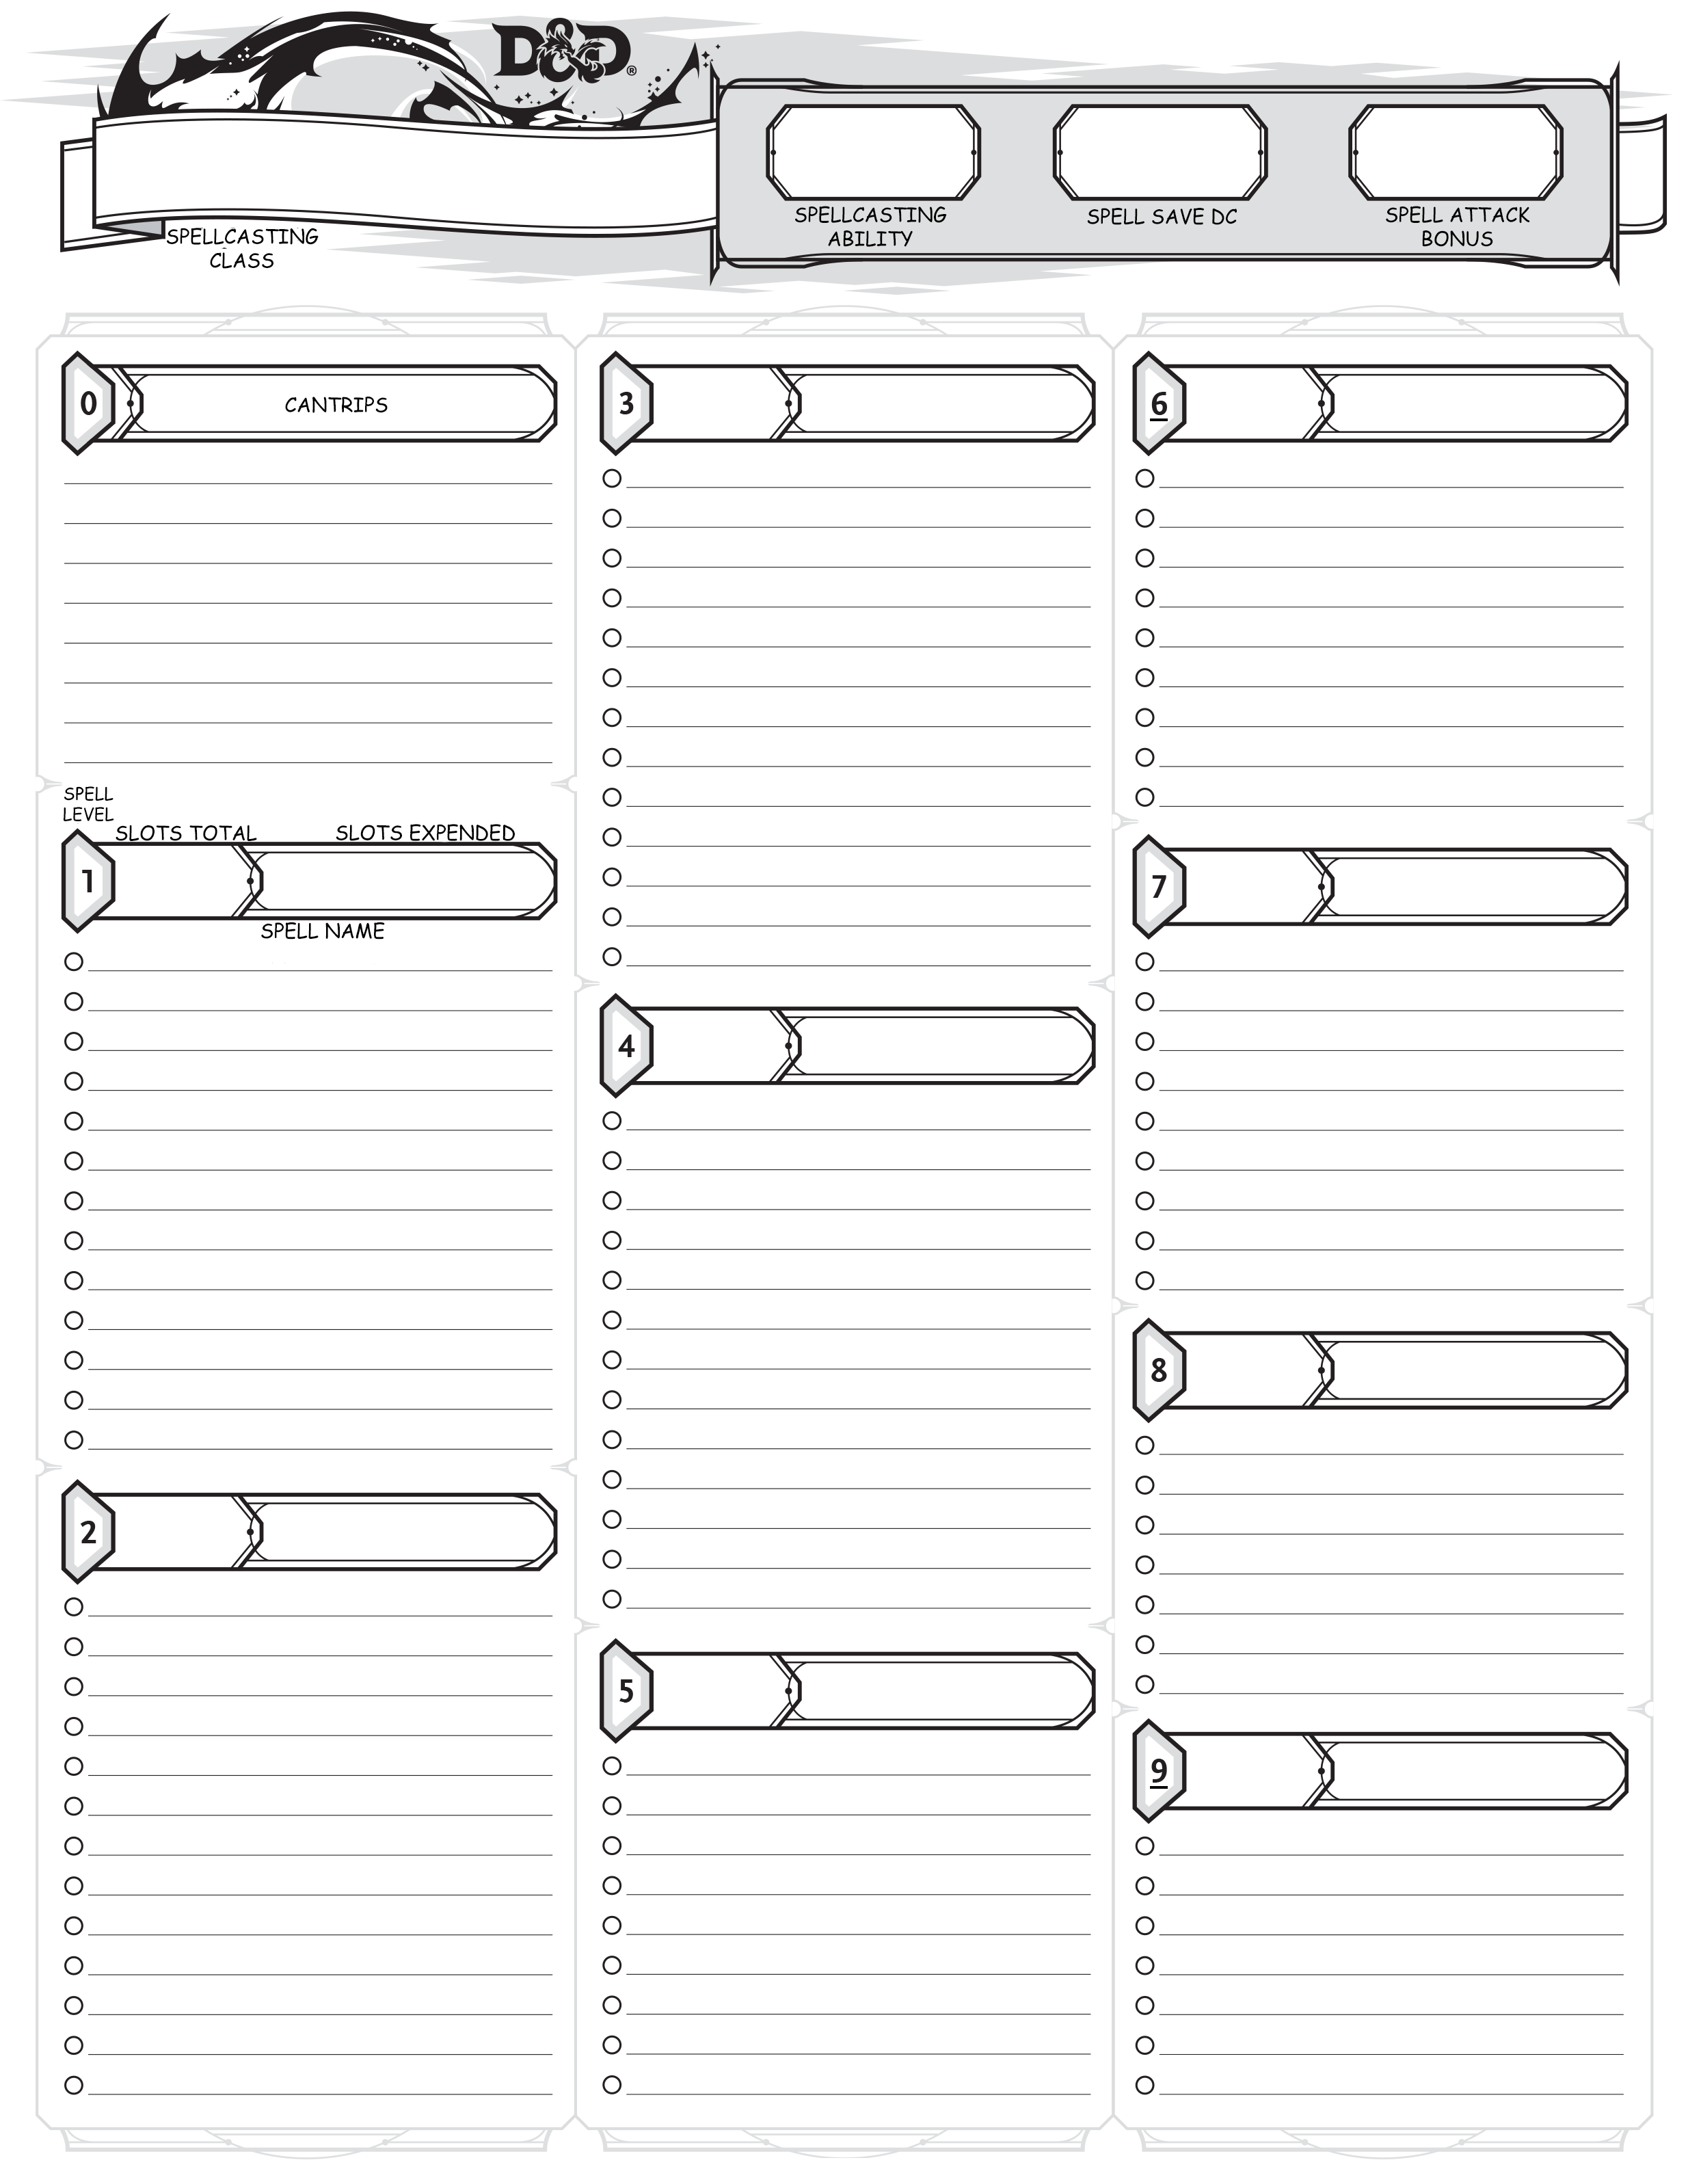 D&D®
SPELLCASTING
CLASS
SPELLCASTING
ABILITY
SPELL SAVE DC
SPELL ATTACK
BONUS
0
CANTRIPS
SPELL
LEVEL
SLOTS TOTAL
SLOTS EXPENDED
1
SPELL NAME
2
3
4
5
6
7
8
9